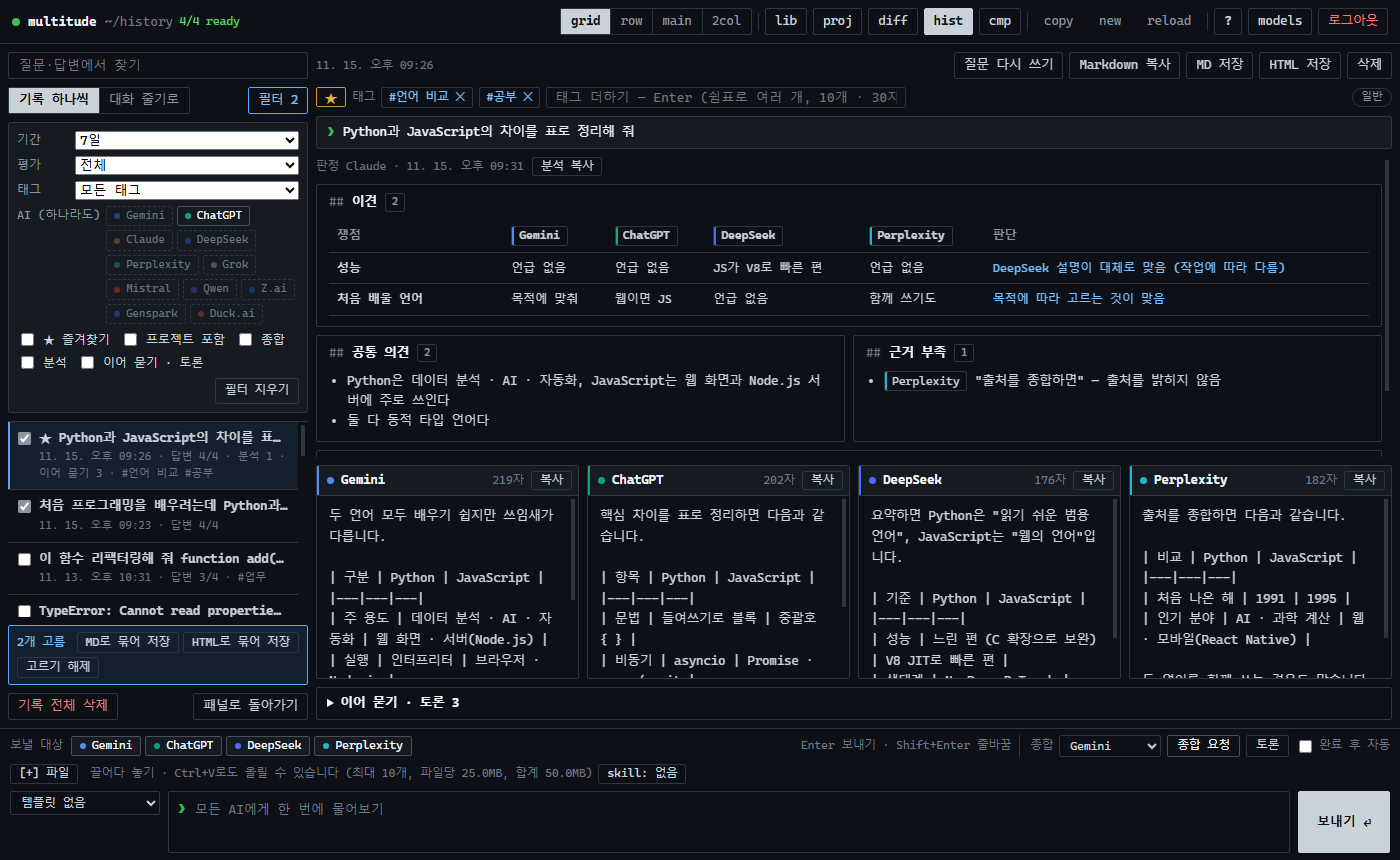 multitude ~/history 4/4 ready
grid row main 2col lib proj diff hist cmp copy new reload ? models 로그아웃
질문·답변에서 찾기
11. 15. 오후 09:26
질문 다시 쓰기 Markdown 복사 MD 저장 HTML 저장 삭제
기록 하나씩 대화 줄기로 필터 2
★ 태그 #언어 비교 × #공부 × 태그 더하기 — Enter (쉼표로 여러 개, 10개 · 30자
일반
기간 7일
평가 전체
태그 모든 태그
AI (하나라도) Gemini ChatGPT
Claude DeepSeek
Perplexity Grok
Mistral Qwen Z.ai
Genspark Duck.ai
★ 즐겨찾기 프로젝트 포함 종합
분석 이어 묻기 · 토론
필터 지우기
★ Python과 JavaScript의 차이를 표…
11. 15. 오후 09:26 · 답변 4/4 · 분석 1 ·
이어 묻기 3 · #언어 비교 #공부
처음 프로그래밍을 배우려는데 Python과…
11. 15. 오후 09:23 · 답변 4/4
이 함수 리팩터링해 줘 function add(…
11. 13. 오후 10:31 · 답변 3/4 · #업무
TypeError: Cannot read propertie…
2개 고름 MD로 묶어 저장 HTML로 묶어 저장
고르기 해제
기록 전체 삭제 패널로 돌아가기
❯ Python과 JavaScript의 차이를 표로 정리해 줘
판정 Claude · 11. 15. 오후 09:31 분석 복사
## 이견 2
쟁점 Gemini ChatGPT DeepSeek Perplexity 판단
성능 언급 없음 언급 없음 JS가 V8로 빠른 편 언급 없음 DeepSeek 설명이 대체로 맞음 (작업에 따라 다름)
처음 배울 언어 목적에 맞춰 웹이면 JS 언급 없음 함께 쓰기도 목적에 따라 고르는 것이 맞음
## 공통 의견 2
• Python은 데이터 분석 · AI · 자동화, JavaScript는 웹 화면과 Node.js 서
버에 주로 쓰인다
• 둘 다 동적 타입 언어다
## 근거 부족 1
• Perplexity "출처를 종합하면" — 출처를 밝히지 않음
Gemini 219자 복사
두 언어 모두 배우기 쉽지만 쓰임새가
다릅니다.
| 구분 | Python | JavaScript |
|---|---|---|
| 주 용도 | 데이터 분석 · AI · 자
동화 | 웹 화면 · 서버(Node.js) |
| 실행 | 인터프리터 | 브라우저 ·
ChatGPT 202자 복사
핵심 차이를 표로 정리하면 다음과 같
습니다.
| 항목 | Python | JavaScript |
|---|---|---|
| 문법 | 들여쓰기로 블록 | 중괄호
{ } |
| 비동기 | asyncio | Promise ·
DeepSeek 176자 복사
요약하면 Python은 "읽기 쉬운 범용
언어", JavaScript는 "웹의 언어"입
니다.
| 기준 | Python | JavaScript |
|---|---|---|
| 성능 | 느린 편 (C 확장으로 보완)
| V8 JIT로 빠른 편 |
Perplexity 182자 복사
출처를 종합하면 다음과 같습니다.
| 비교 | Python | JavaScript |
|---|---|---|
| 처음 나온 해 | 1991 | 1995 |
| 인기 분야 | AI · 과학 계산 | 웹
· 모바일(React Native) |
▶ 이어 묻기 · 토론 3
보낼 대상 Gemini ChatGPT DeepSeek Perplexity
Enter 보내기 · Shift+Enter 줄바꿈 종합 Gemini 종합 요청 토론 완료 후 자동
[+] 파일 끌어다 놓기 · Ctrl+V로도 올릴 수 있습니다 (최대 10개, 파일당 25.0MB, 합계 50.0MB) skill: 없음
템플릿 없음
❯ 모든 AI에게 한 번에 물어보기
보내기 ↵